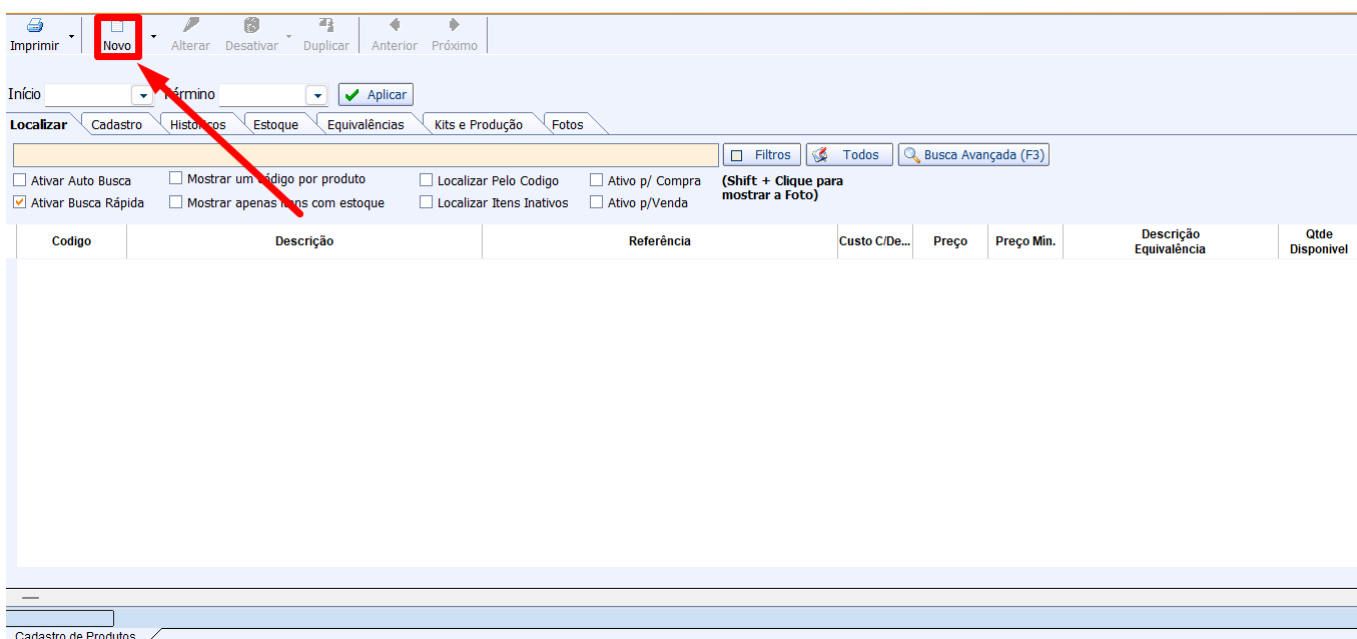 Imprimir Novo Alterar Desativar Duplicar Anterior Próximo
Início Término Aplicar
Localizar Cadastro Históricos Estoque Equivalências Kits e Produção Fotos
Filtros Todos Busca Avançada (F3)
Ativar Auto Busca Mostrar um código por produto Localizar Pelo Codigo Ativo p/ Compra (Shift + Clique para
Ativar Busca Rápida Mostrar apenas itens com estoque Localizar Itens Inativos Ativo p/Venda mostrar a Foto)
Codigo Descrição Referência Custo C/De... Preço Preço Min. Descrição Equivalência Qtde Disponivel
Cadastro de Produtos